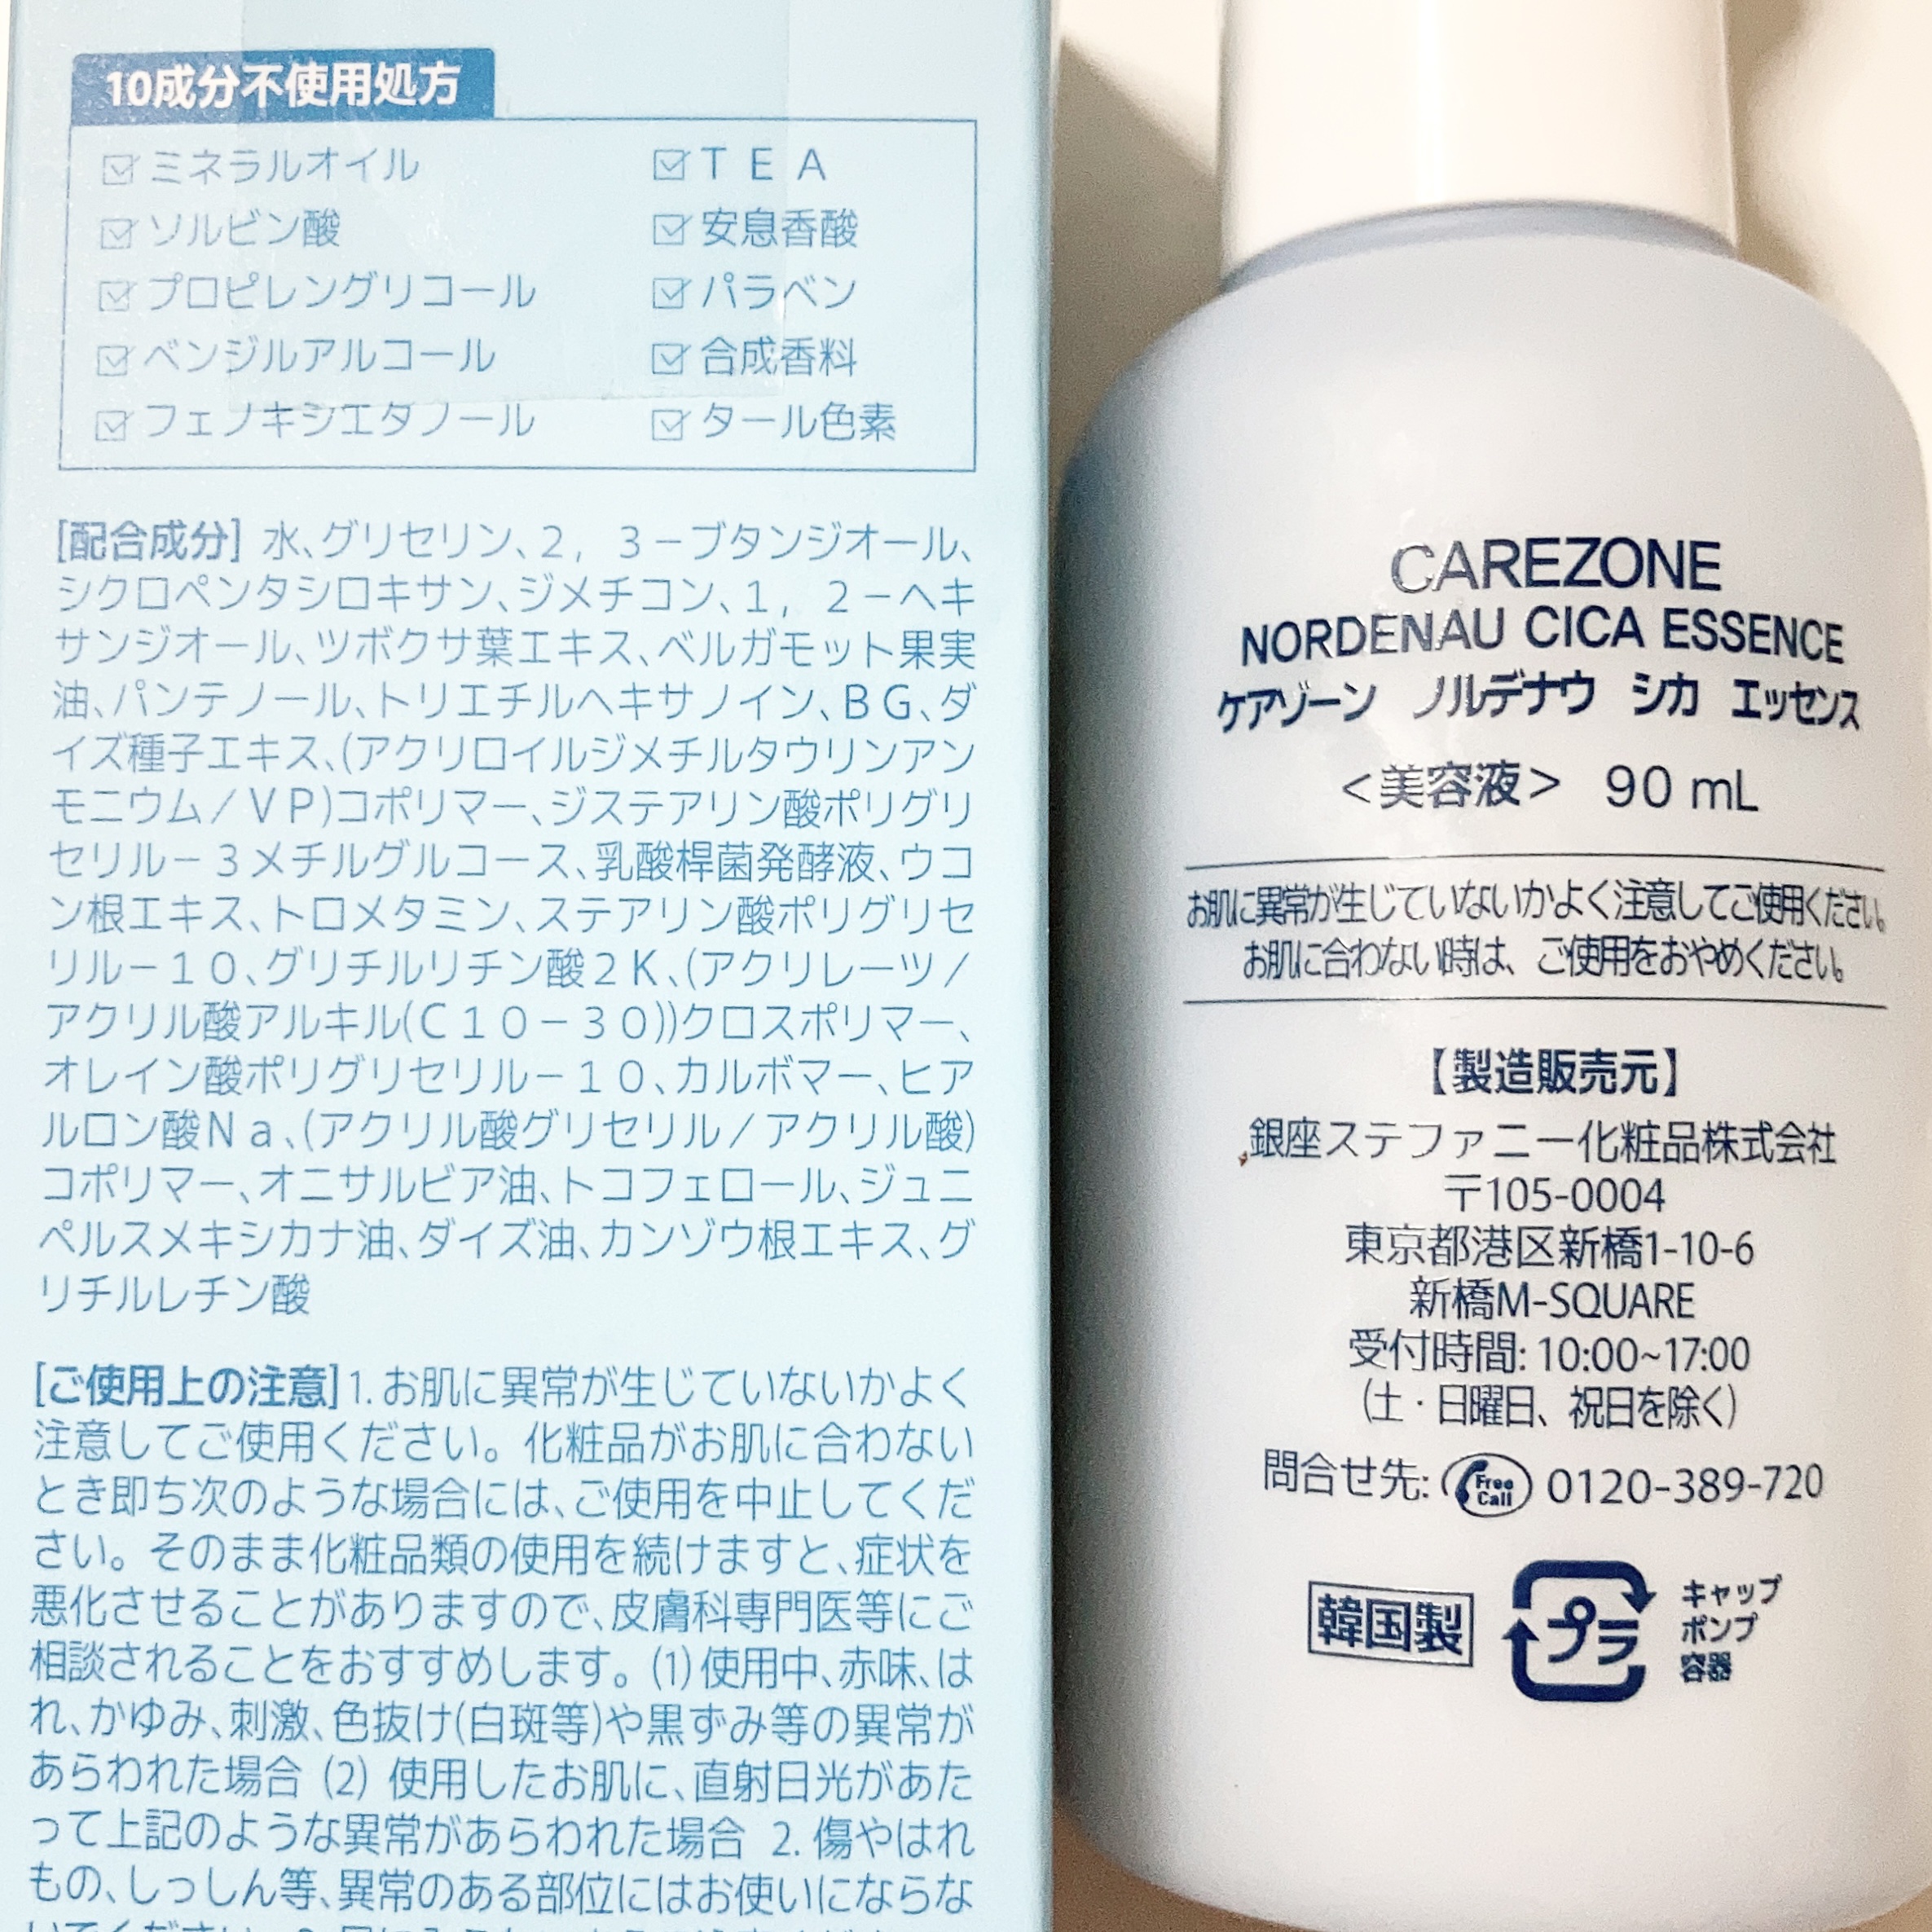 10成分不使用処方
ミネラルオイル
ＴＥＡ
ソルビン酸
安息香酸
プロピレングリコール
パラベン
ベンジルアルコール
合成香料
フェノキシエタノール
タール色素
[配合成分] 水、グリセリン、２，３－ブタンジオール、
シクロペンタシロキサン、ジメチコン、１，２－ヘキ
サンジオール、ツボクサ葉エキス、ベルガモット果実
油、パンテノール、トリエチルヘキサノイン、ＢＧ、ダ
イズ種子エキス、(アクリロイルジメチルタウリンアン
モニウム／ＶＰ)コポリマー、ジステアリン酸ポリグリ
セリル－３メチルグルコース、乳酸桿菌発酵液、ウコ
ン根エキス、トロメタミン、ステアリン酸ポリグリセ
リル－１０、グリチルリチン酸２Ｋ、(アクリレーツ／
アクリル酸アルキル(Ｃ１０－３０))クロスポリマー、
オレイン酸ポリグリセリル－１０、カルボマー、ヒア
ルロン酸Ｎａ、(アクリル酸グリセリル／アクリル酸)
コポリマー、オニサルビア油、トコフェロール、ジュニ
ペルスメキシカナ油、ダイズ油、カンゾウ根エキス、グ
リチルレチン酸
[ご使用上の注意]1.お肌に異常が生じていないかよく
注意してご使用ください。化粧品がお肌に合わない
とき即ち次のような場合には、ご使用を中止してくだ
さい。そのまま化粧品類の使用を続けますと、症状を
悪化させることがありますので、皮膚科専門医等にご
相談されることをおすすめします。(1)使用中、赤味、は
れ、かゆみ、刺激、色抜け(白斑等)や黒ずみ等の異常が
あらわれた場合 (2) 使用したお肌に、直射日光があた
って上記のような異常があらわれた場合 2. 傷やはれ
もの、しっしん等、異常のある部位にはお使いにならな
CAREZONE
NORDENAU CICA ESSENCE
ケアゾーン ノルデナウ シカ エッセンス
＜美容液＞ 90 mL
お肌に異常が生じていないかよく注意してご使用ください。
お肌に合わない時は、ご使用をおやめください。
【製造販売元】
銀座ステファニー化粧品株式会社
〒105-0004
東京都港区新橋1-10-6
新橋M-SQUARE
受付時間: 10:00~17:00
(土・日曜日、祝日を除く)
問合せ先: Free Call 0120-389-720
韓国製
プラ
キャップ
ポンプ
容器